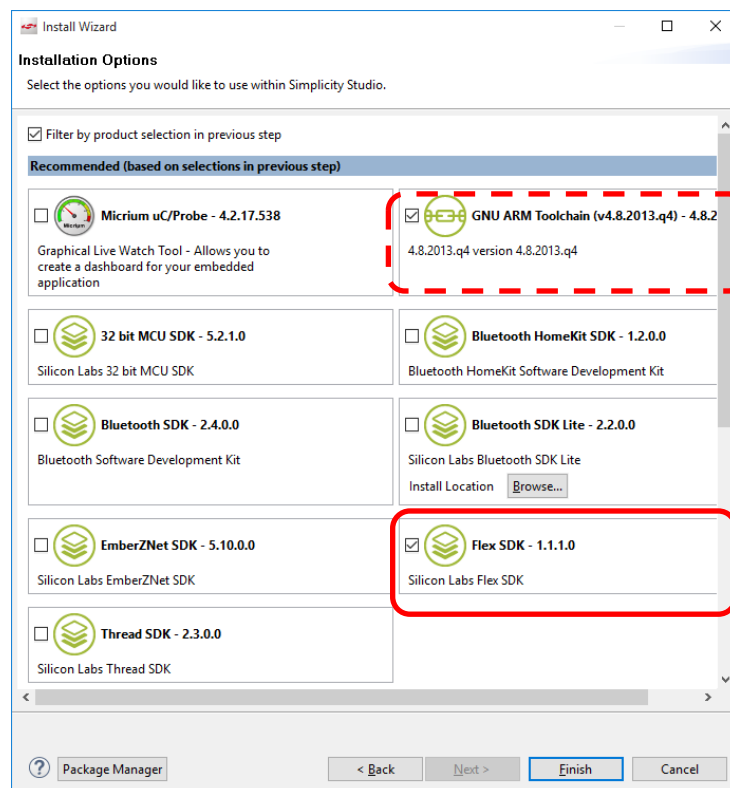 Install Wizard
Installation Options
Select the options you would like to use within Simplicity Studio.
Filter by product selection in previous step
Recommended (based on selections in previous step)
Micrium
Micrium uC/Probe - 4.2.17.538
Graphical Live Watch Tool - Allows you to
create a dashboard for your embedded
application
GNU ARM Toolchain (v4.8.2013.q4) - 4.8.2
4.8.2013.q4 version 4.8.2013.q4
32 bit MCU SDK - 5.2.1.0
Silicon Labs 32 bit MCU SDK
Bluetooth HomeKit SDK - 1.2.0.0
Bluetooth HomeKit Software Development Kit
Bluetooth SDK - 2.4.0.0
Bluetooth Software Development Kit
Bluetooth SDK Lite - 2.2.0.0
Silicon Labs Bluetooth SDK Lite
Install Location Browse...
EmberZNet SDK - 5.10.0.0
Silicon Labs EmberZNet SDK
Flex SDK - 1.1.1.0
Silicon Labs Flex SDK
Thread SDK - 2.3.0.0
Silicon Labs Thread SDK
? Package Manager < Back Next > Finish Cancel